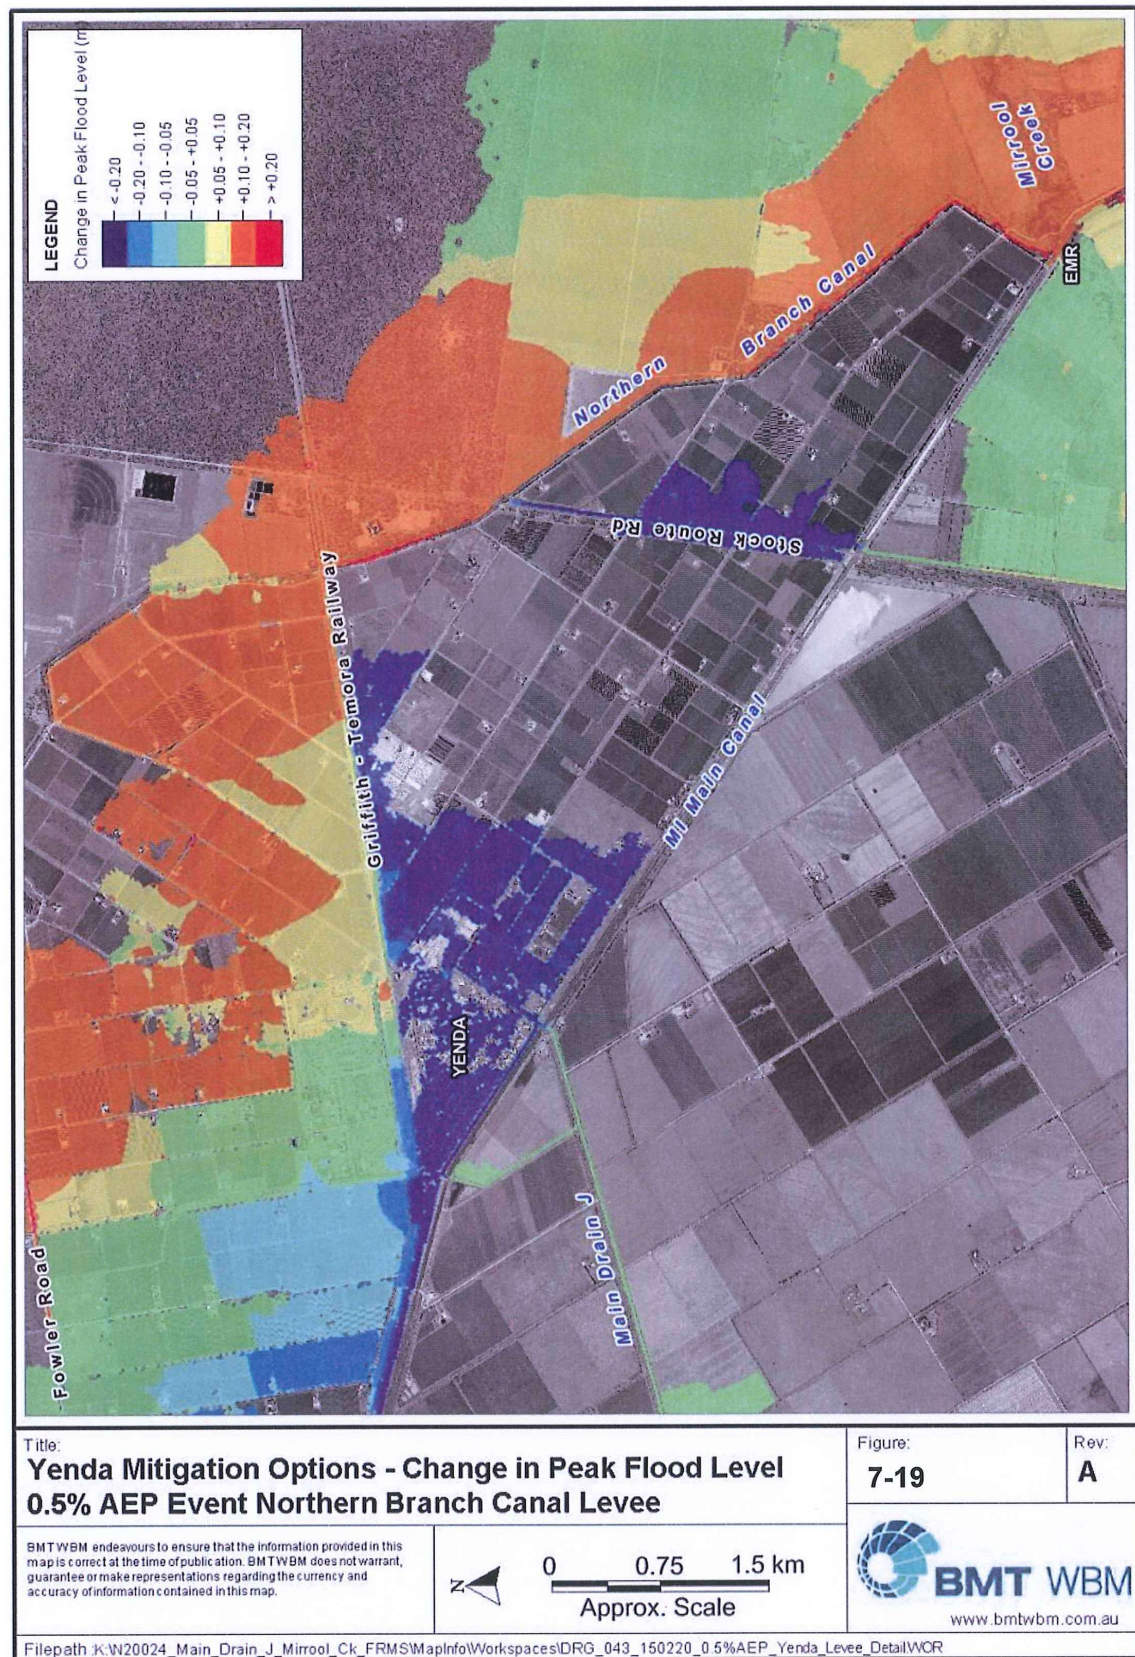 LEGEND
Change in Peak Flood Level (m)
< -0.20
-0.20 - -0.10
-0.10 - -0.05
-0.05 - +0.05
+0.05 - +0.10
+0.10 - +0.20
> +0.20
Mirrool
Creek
EMR
Northern
Branch Canal
Stock Route Rd
Griffith - Temora Railway
MI Main Canal
YENDA
Main Drain J
Fowler Road
Title:
Yenda Mitigation Options - Change in Peak Flood Level
0.5% AEP Event Northern Branch Canal Levee
Figure:
7-19
Rev:
A
BMT WBM endeavours to ensure that the information provided in this
map is correct at the time of publication. BMT WBM does not warrant,
guarantee or make representations regarding the currency and
accuracy of information contained in this map.
N
0 0.75 1.5 km
Approx. Scale
BMT WBM
www.bmtwbm.com.au
Filepath :K:\N20024_Main_Drain_J_Mirrool_Ck_FRMS\MapInfo\Workspaces\DRG_043_150220_0.5%AEP_Yenda_Levee_Detail.WOR